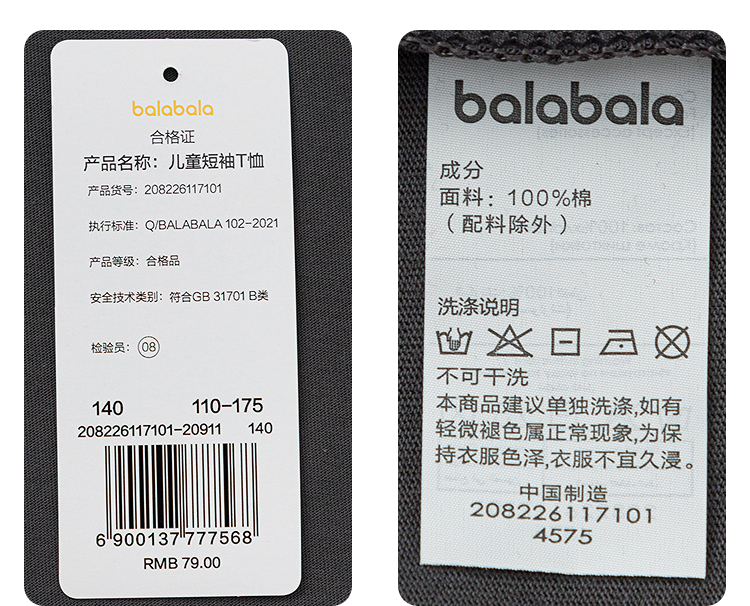 balabala
合格证
产品名称：儿童短袖T恤
产品货号：208226117101
执行标准：Q/BALABALA 102-2021
产品等级：合格品
安全技术类别：符合GB 31701 B类
检验员：08
140 110-175
208226117101-20911 140
6 900137 777568
RMB 79.00
balabala
成分
面料：100%棉
（配料除外）
洗涤说明
不可干洗
本商品建议单独洗涤,如有
轻微褪色属正常现象,为保
持衣服色泽,衣服不宜久浸。
中国制造
208226117101
4575